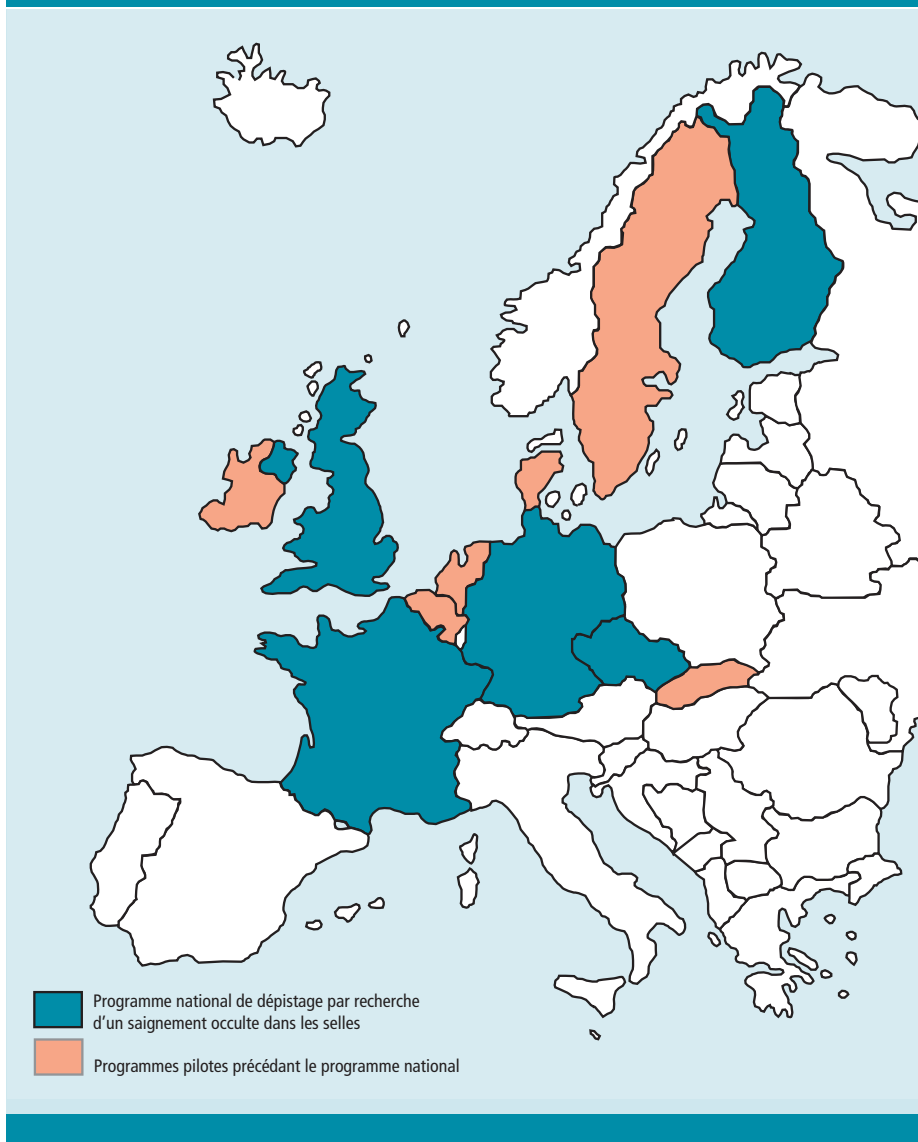 Programme national de dépistage par recherche
d'un saignement occulte dans les selles
Programmes pilotes précédant le programme national